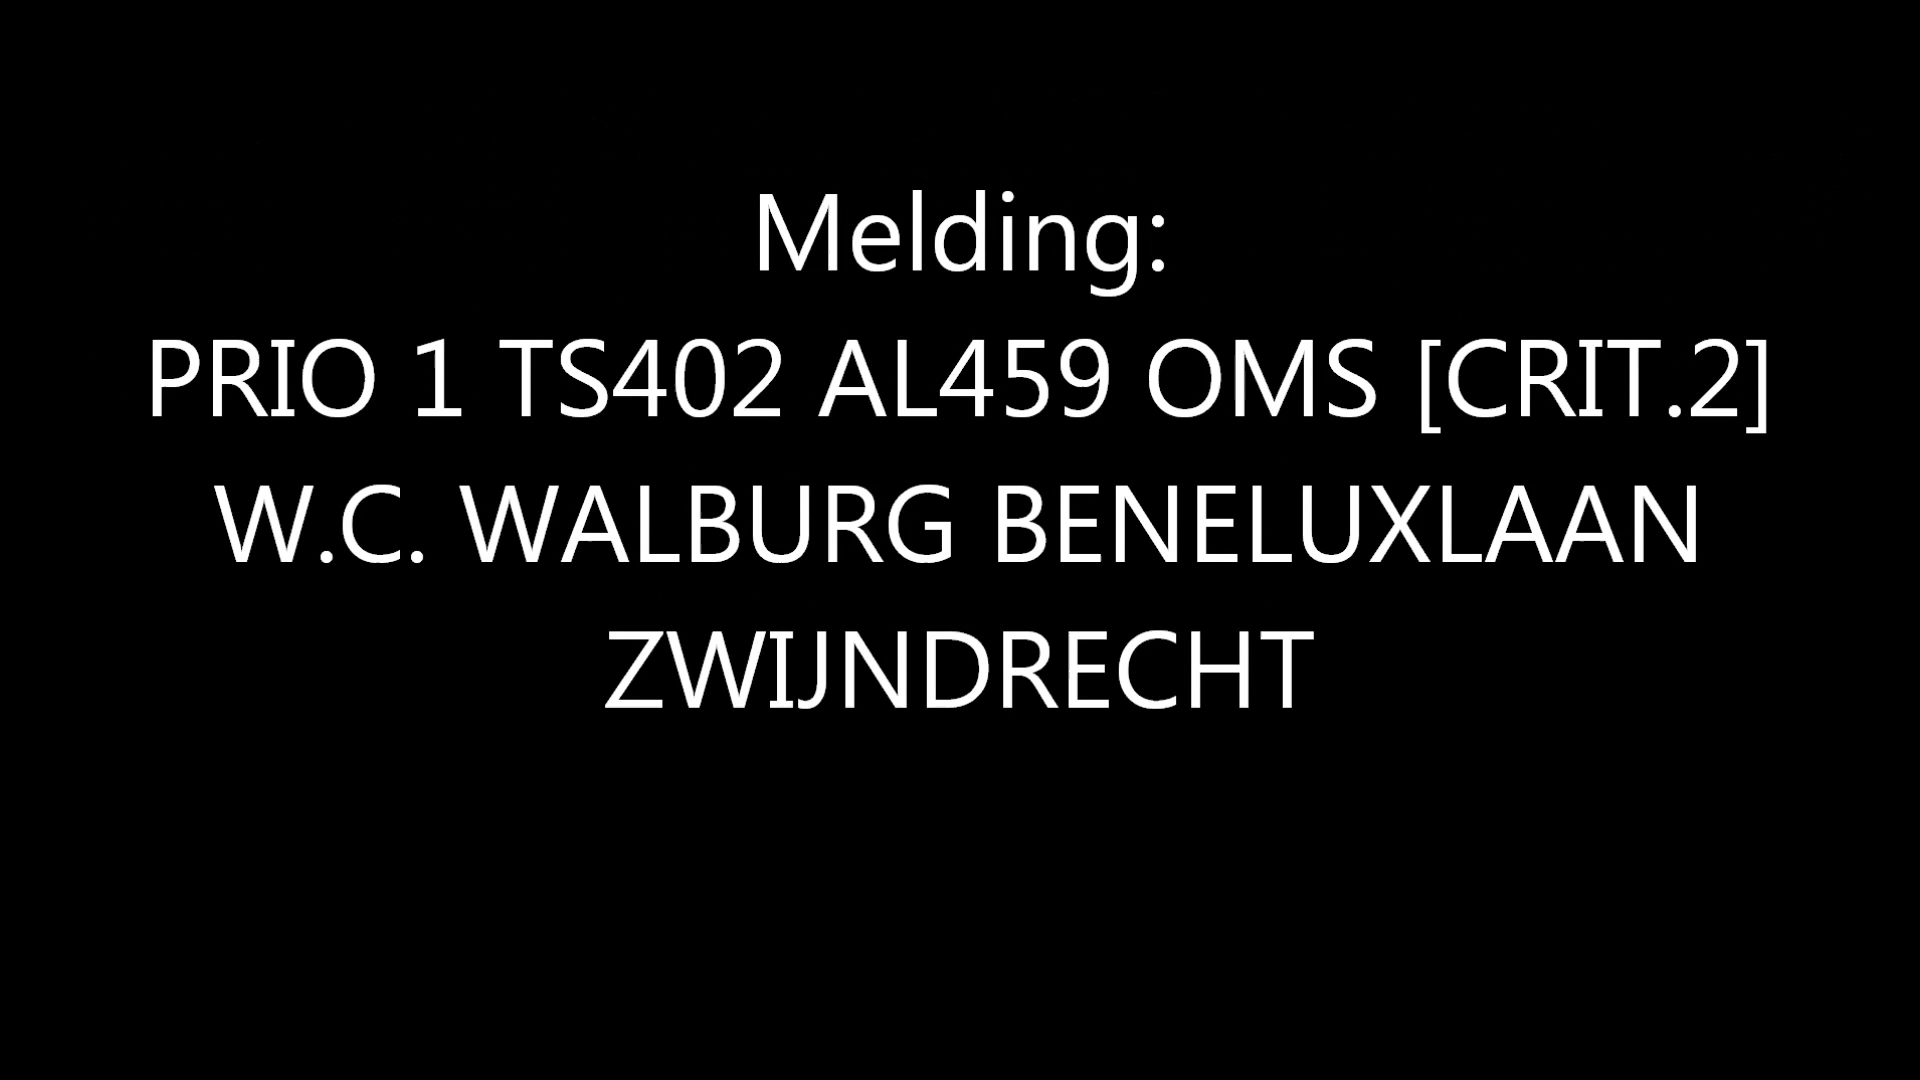 Melding:
PRIO 1 TS402 AL459 OMS [CRIT.2]
W.C. WALBURG BENELUXLAAN
ZWIJNDRECHT